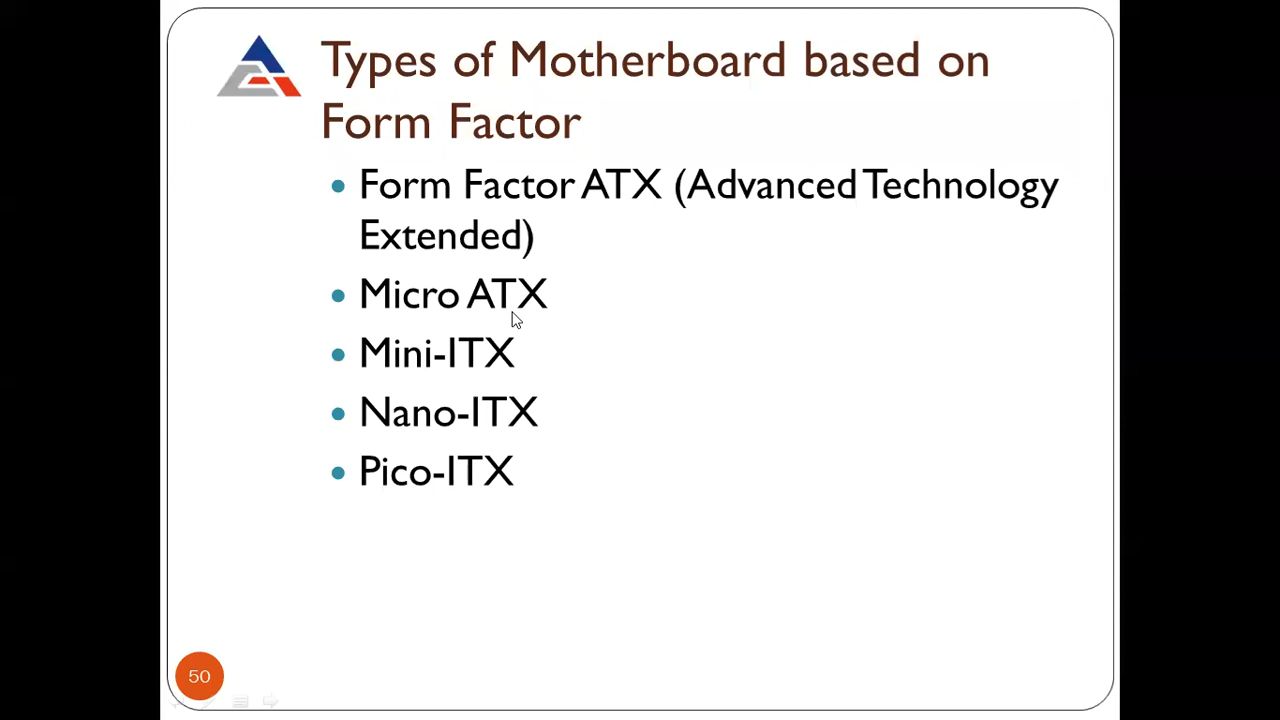 Types of Motherboard based on
Form Factor
• Form Factor ATX (Advanced Technology
Extended)
• Micro ATX
• Mini-ITX
• Nano-ITX
• Pico-ITX
50